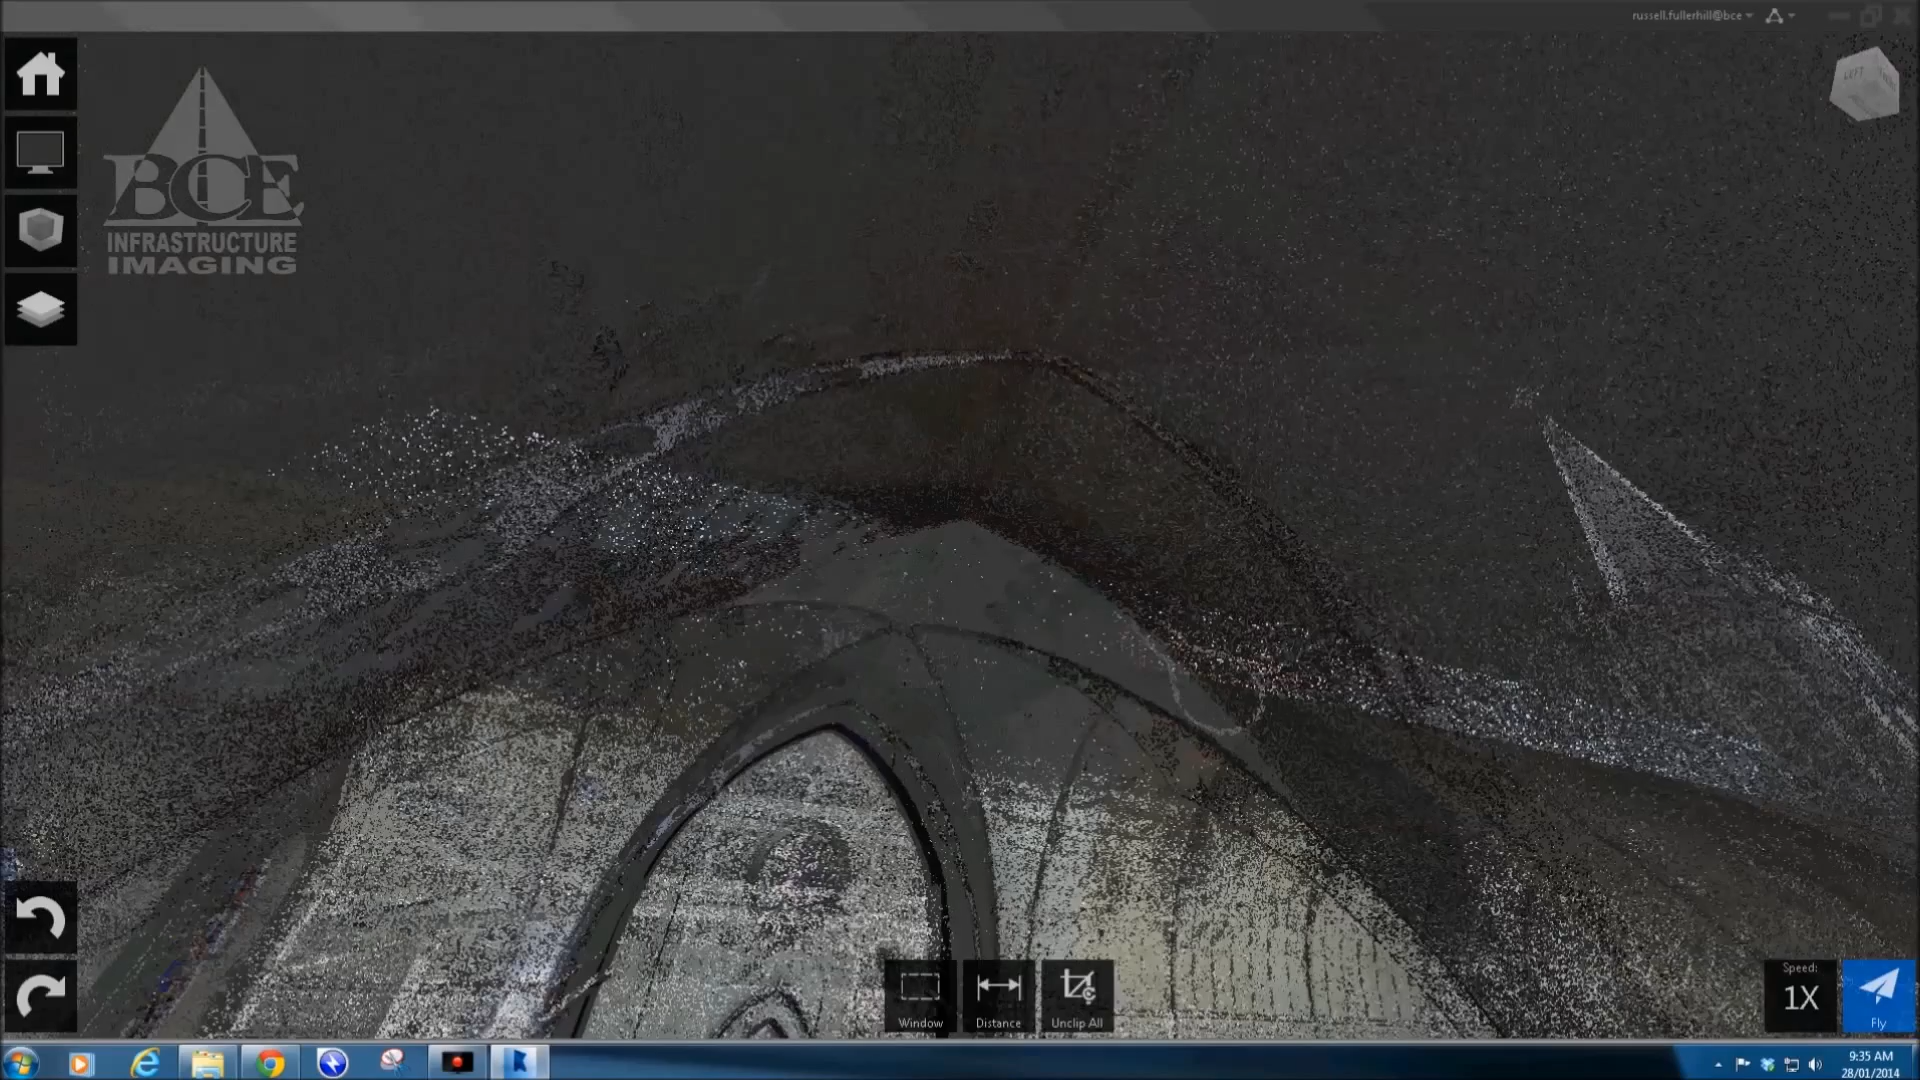 russell.fullerhill@bce
LEFT
BCE
INFRASTRUCTURE
IMAGING
Window
Distance
Unclip All
Speed:
1X
Fly
9:35 AM
28/01/2014